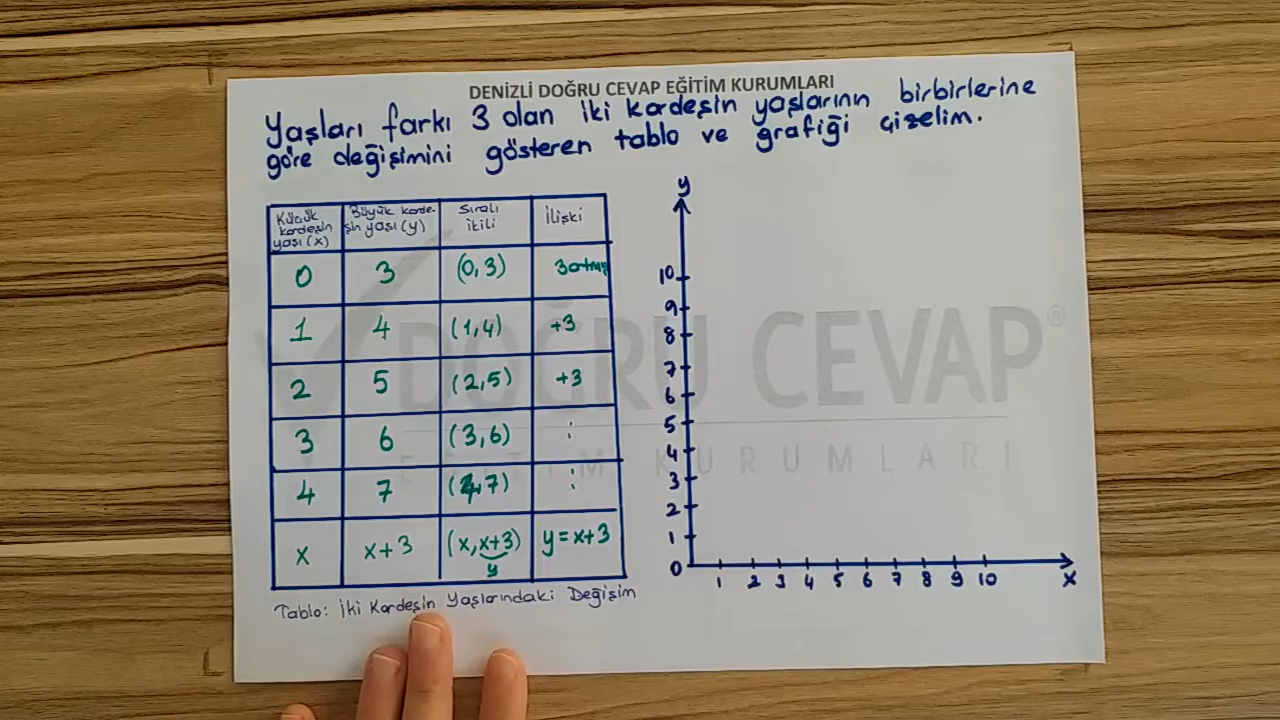 DENİZLİ DOĞRU CEVAP EĞİTİM KURUMLARI
Yaşları farkı 3 olan iki kardeşin yaşlarının birbirlerine
göre değişimini gösteren tablo ve grafiği çizelim.
Küçük kardeşin yaşı (x) Büyük kardeşin yaşı (y) Sıralı ikili İlişki
0 3 (0,3) 3 artmış
1 4 (1,4) +3
2 5 (2,5) +3
3 6 (3,6) :
4 7 (4,7) :
x x+3 (x,x+3) y=x+3
y
Tablo: İki Kardeşin Yaşlarındaki Değişim
y
10
9
8
7
6
5
4
3
2
1
0
1 2 3 4 5 6 7 8 9 10 x
DOĞRU CEVAP®
EĞİTİM KURUMLARI